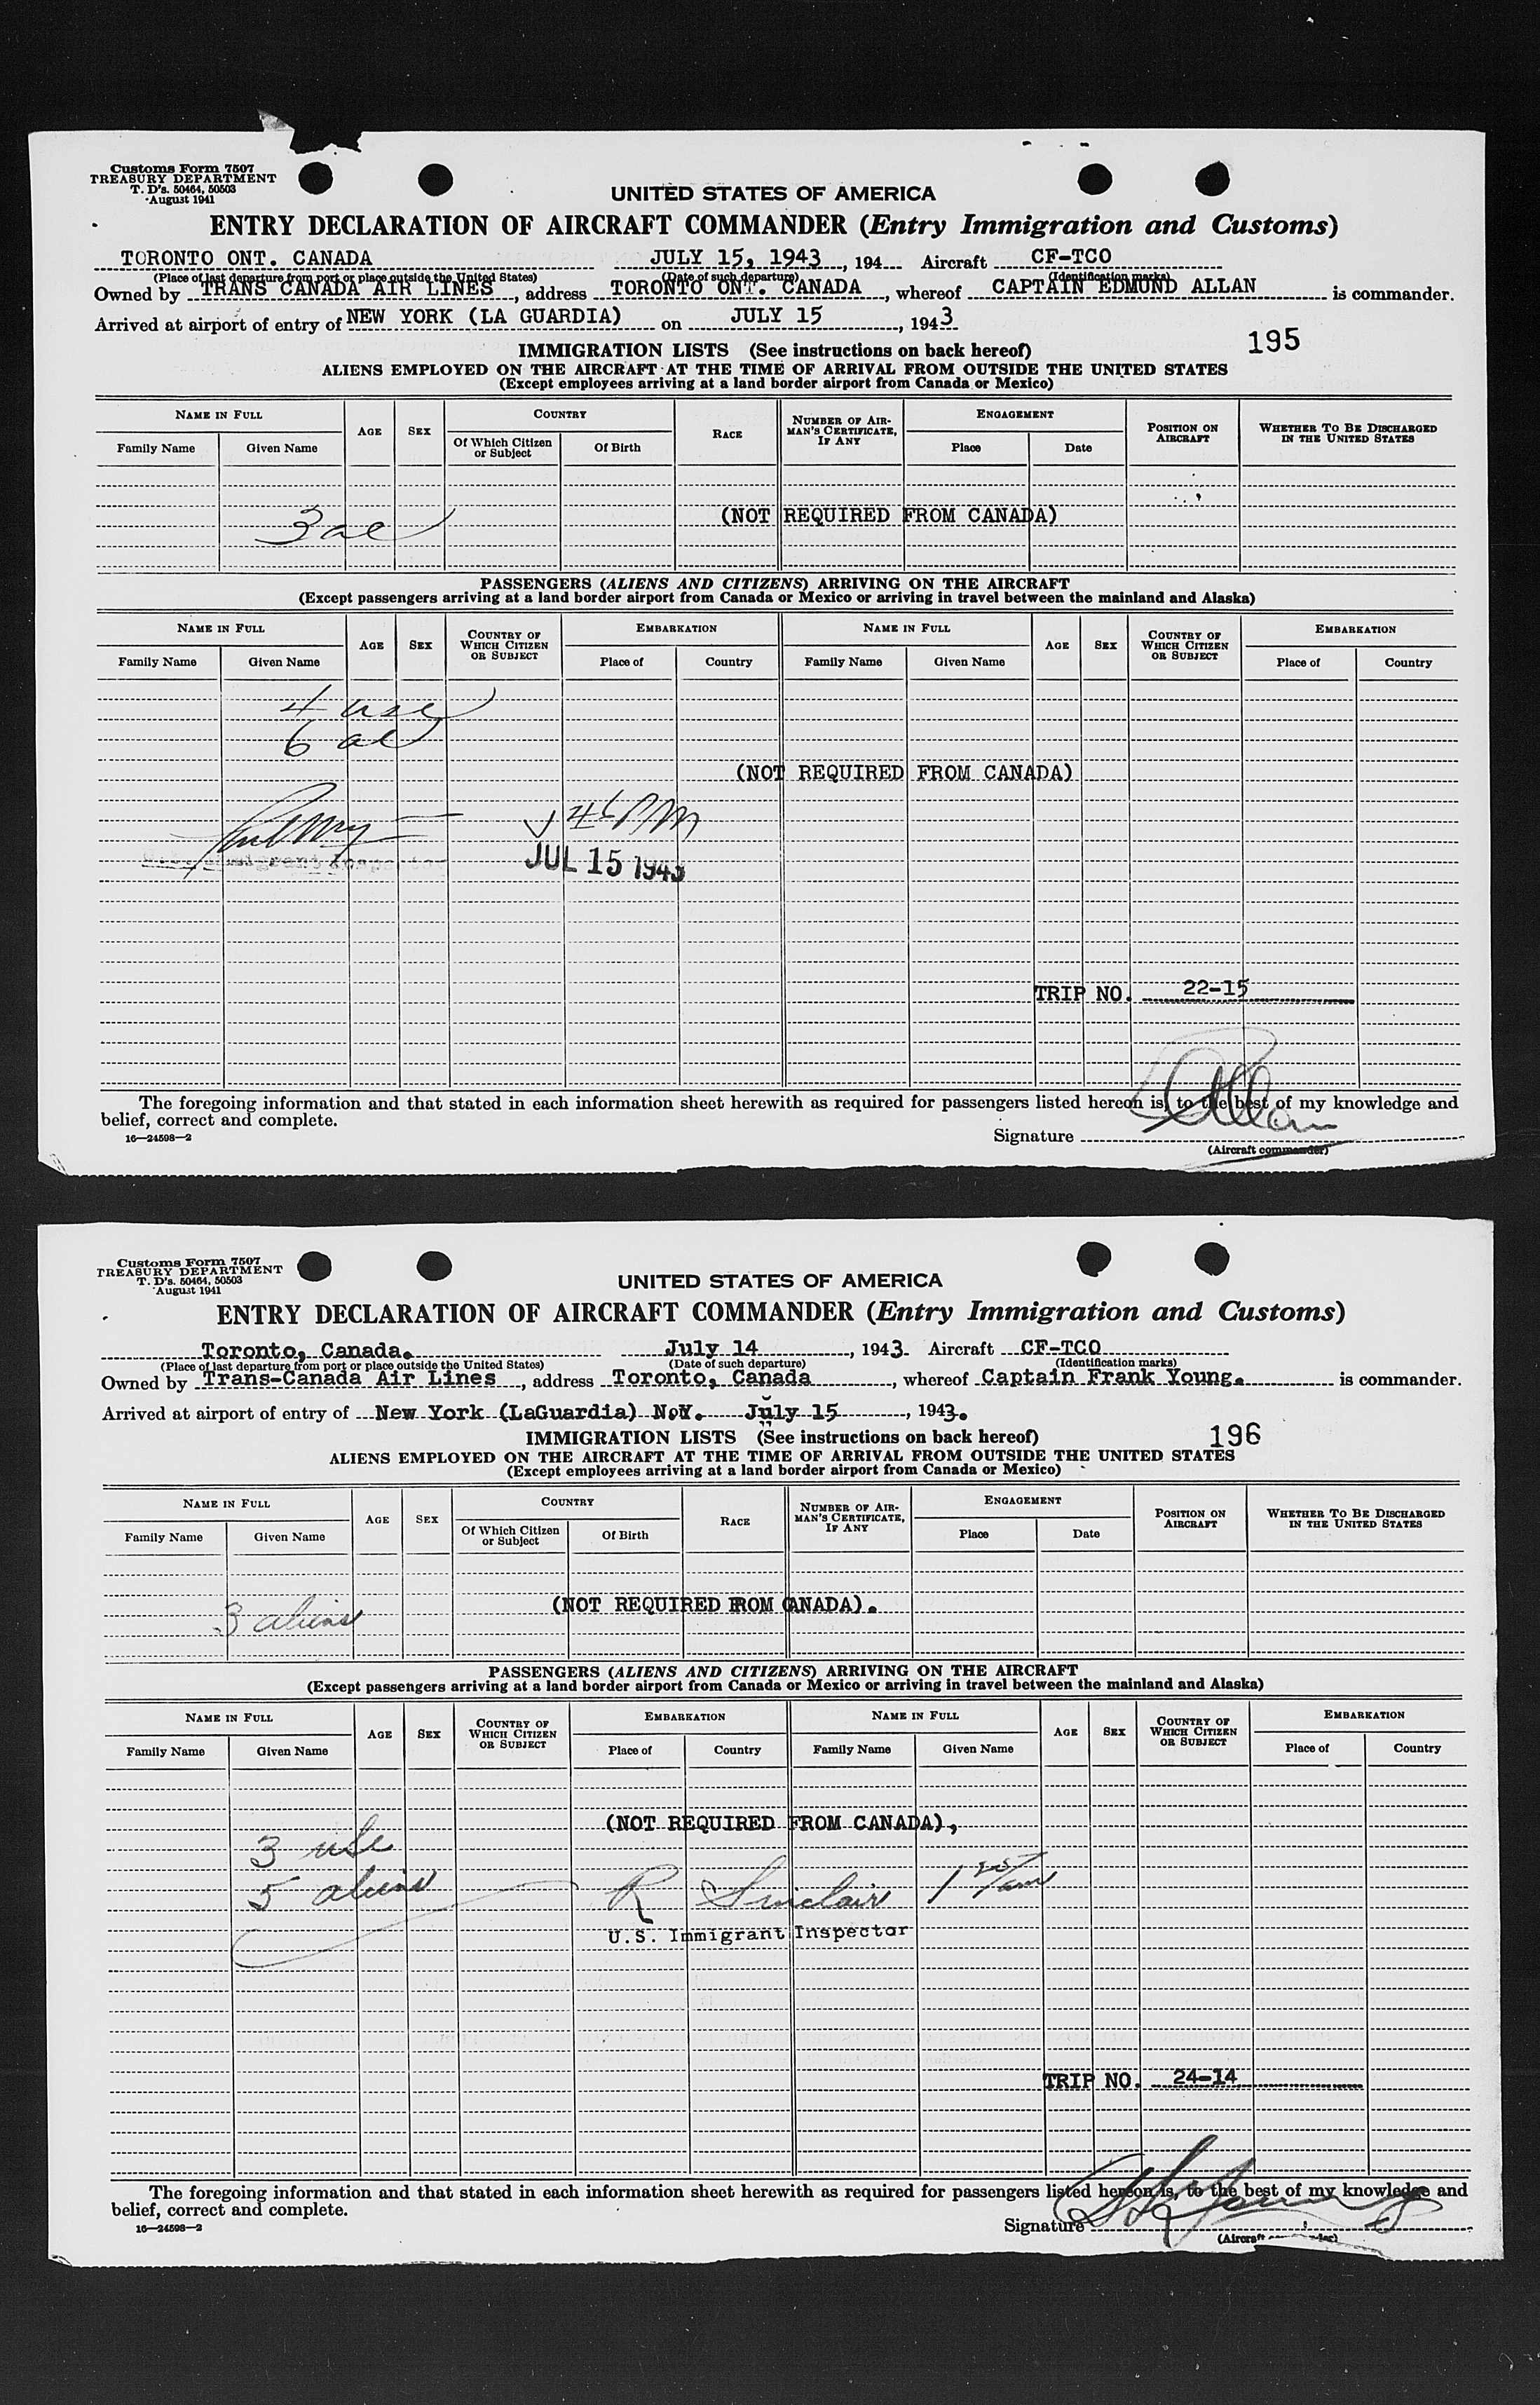 Customs Form 7507
TREASURY DEPARTMENT
T. D's. 50464, 50503
August 1941
UNITED STATES OF AMERICA
ENTRY DECLARATION OF AIRCRAFT COMMANDER (Entry Immigration and Customs)
TORONTO ONT. CANADA JULY 15, 1943, 194 Aircraft CF-TCO
(Place of last departure from port or place outside the United States) (Date of such departure) (Identification marks)
Owned by TRANS CANADA AIR LINES, address TORONTO ONT. CANADA, whereof CAPTAIN EDMUND ALLAN is commander.
Arrived at airport of entry of NEW YORK (LA GUARDIA) on JULY 15, 1943
195
IMMIGRATION LISTS (See instructions on back hereof)
ALIENS EMPLOYED ON THE AIRCRAFT AT THE TIME OF ARRIVAL FROM OUTSIDE THE UNITED STATES
(Except employees arriving at a land border airport from Canada or Mexico)
NAME IN FULL AGE SEX COUNTRY RACE NUMBER OF AIRMAN'S CERTIFICATE, IF ANY ENGAGEMENT POSITION ON AIRCRAFT WHETHER TO BE DISCHARGED IN THE UNITED STATES
Family Name Given Name Of Which Citizen or Subject Of Birth Place Date
(NOT REQUIRED FROM CANADA)
3 al
PASSENGERS (ALIENS AND CITIZENS) ARRIVING ON THE AIRCRAFT
(Except passengers arriving at a land border airport from Canada or Mexico or arriving in travel between the mainland and Alaska)
NAME IN FULL AGE SEX COUNTRY OF WHICH CITIZEN OR SUBJECT EMBARKATION NAME IN FULL AGE SEX COUNTRY OF WHICH CITIZEN OR SUBJECT EMBARKATION
Family Name Given Name Place of Country Family Name Given Name Place of Country
4 usc
6 al
(NOT REQUIRED FROM CANADA)
U.S. Immigrant Inspector
JUL 15 1943
TRIP NO. 22-15
The foregoing information and that stated in each information sheet herewith as required for passengers listed hereon is, to the best of my knowledge and
belief, correct and complete.
16—24598—2
Signature Allan
(Aircraft commander)
Customs Form 7507
TREASURY DEPARTMENT
T. D's. 50464, 50503
August 1941
UNITED STATES OF AMERICA
ENTRY DECLARATION OF AIRCRAFT COMMANDER (Entry Immigration and Customs)
Toronto, Canada. July 14, 1943 Aircraft CF-TCO
(Place of last departure from port or place outside the United States) (Date of such departure) (Identification marks)
Owned by Trans-Canada Air Lines, address Toronto, Canada, whereof Captain Frank Young. is commander.
Arrived at airport of entry of New York (LaGuardia) N.Y. July 15, 1943.
196
IMMIGRATION LISTS (See instructions on back hereof)
ALIENS EMPLOYED ON THE AIRCRAFT AT THE TIME OF ARRIVAL FROM OUTSIDE THE UNITED STATES
(Except employees arriving at a land border airport from Canada or Mexico)
NAME IN FULL AGE SEX COUNTRY RACE NUMBER OF AIRMAN'S CERTIFICATE, IF ANY ENGAGEMENT POSITION ON AIRCRAFT WHETHER TO BE DISCHARGED IN THE UNITED STATES
Family Name Given Name Of Which Citizen or Subject Of Birth Place Date
(NOT REQUIRED FROM CANADA).
3 aliens
PASSENGERS (ALIENS AND CITIZENS) ARRIVING ON THE AIRCRAFT
(Except passengers arriving at a land border airport from Canada or Mexico or arriving in travel between the mainland and Alaska)
NAME IN FULL AGE SEX COUNTRY OF WHICH CITIZEN OR SUBJECT EMBARKATION NAME IN FULL AGE SEX COUNTRY OF WHICH CITIZEN OR SUBJECT EMBARKATION
Family Name Given Name Place of Country Family Name Given Name Place of Country
(NOT REQUIRED FROM CANADA),
3 usc
5 aliens R Sinclair 1 25/am
U.S. Immigrant Inspector
TRIP NO. 24-14
The foregoing information and that stated in each information sheet herewith as required for passengers listed hereon is, to the best of my knowledge and
belief, correct and complete.
16—24598—2
Signature Young
(Aircraft commander)